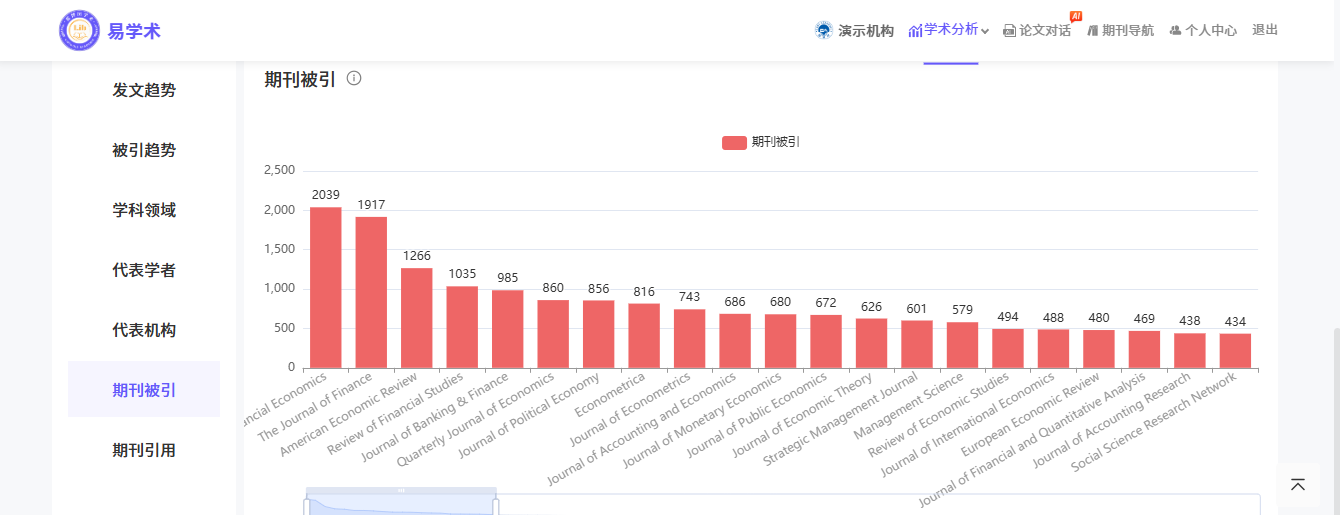 易学术
演示机构
学术分析
论文对话
AI
期刊导航
个人中心
退出
发文趋势
被引趋势
学科领域
代表学者
代表机构
期刊被引
期刊引用
期刊被引
期刊被引
2,500
2,000
1,500
1,000
500
0
2039
1917
1266
1035
985
860
856
816
743
686
680
672
626
601
579
494
488
480
469
438
434
ancial Economics
The Journal of Finance
American Economic Review
Review of Financial Studies
Journal of Banking & Finance
Quarterly Journal of Economics
Journal of Political Economy
Econometrica
Journal of Econometrics
Journal of Accounting and Economics
Journal of Monetary Economics
Journal of Public Economics
Journal of Economic Theory
Strategic Management Journal
Management Science
Review of Economic Studies
Journal of International Economics
European Economic Review
Journal of Financial and Quantitative Analysis
Journal of Accounting Research
Social Science Research Network